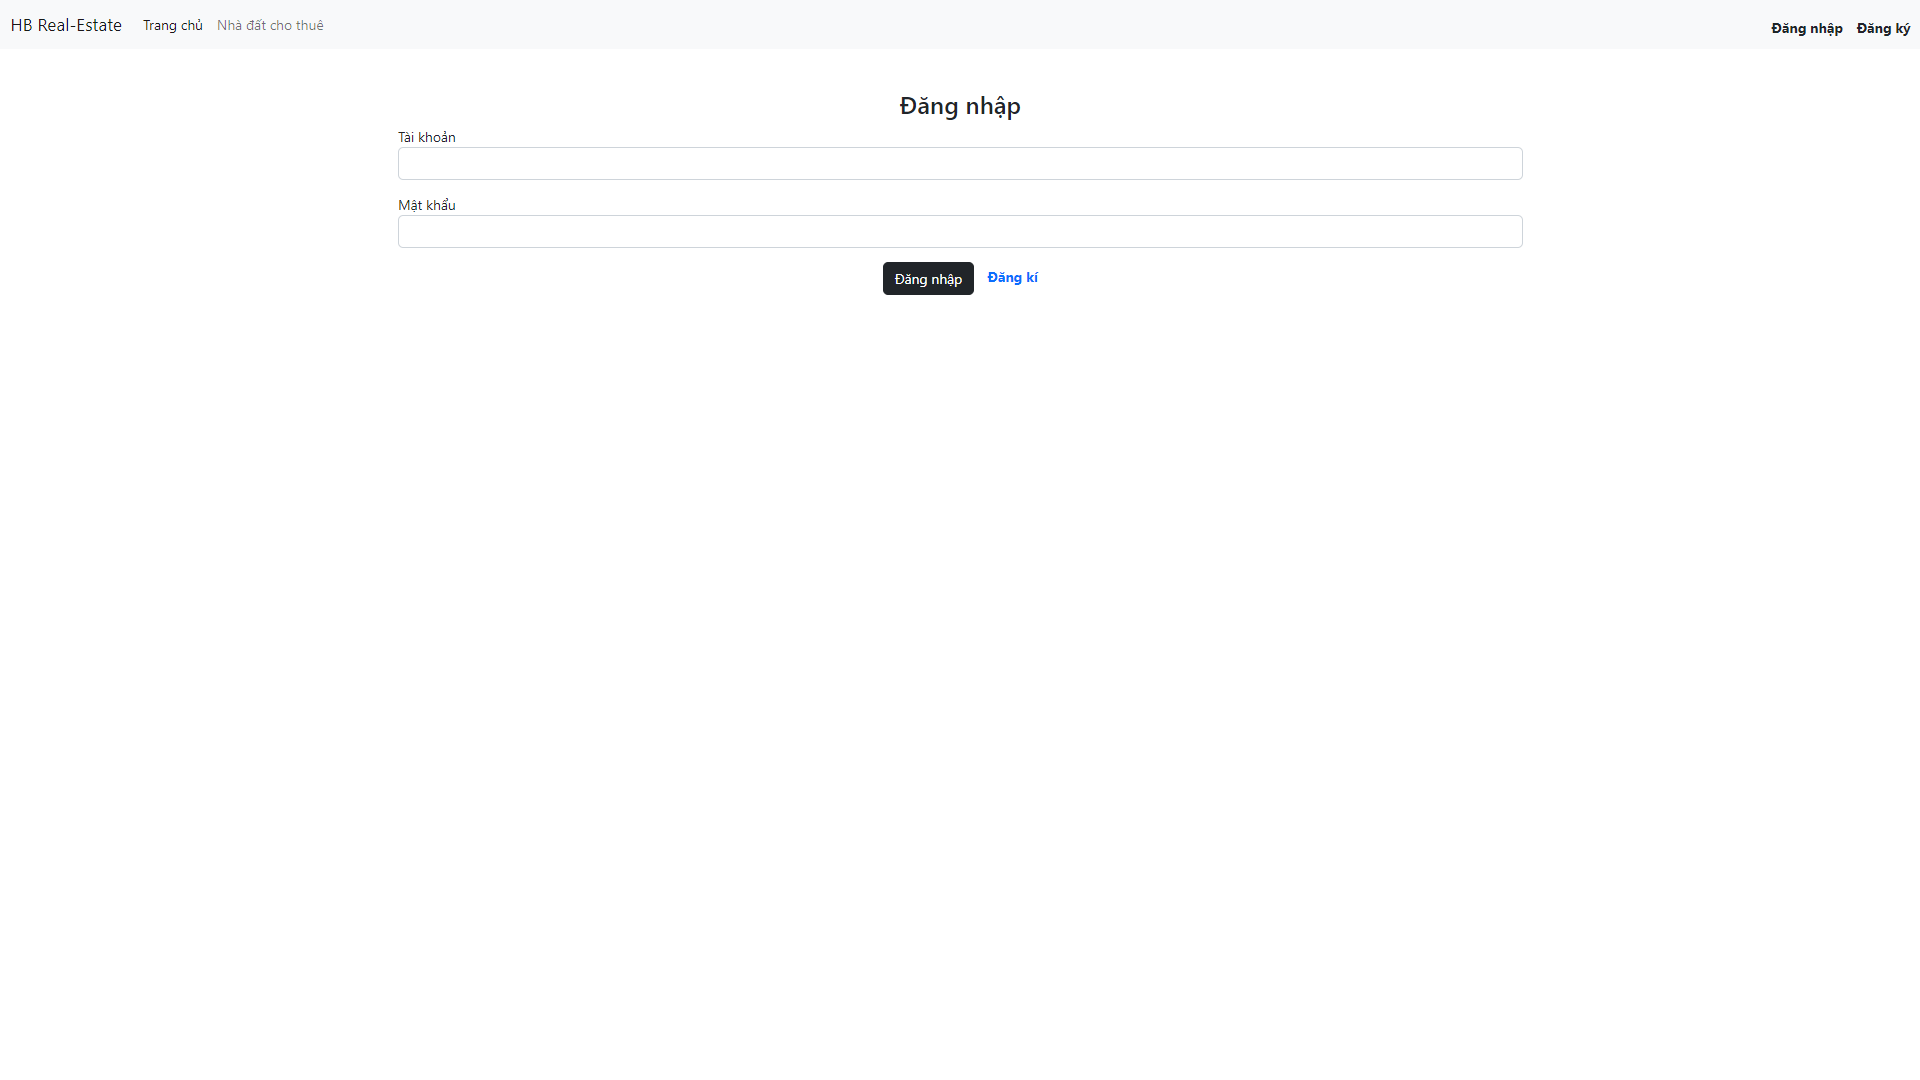 HB Real-Estate Trang chủ Nhà đất cho thuê Đăng nhập Đăng ký
Đăng nhập
Tài khoản
Mật khẩu
Đăng nhập Đăng kí